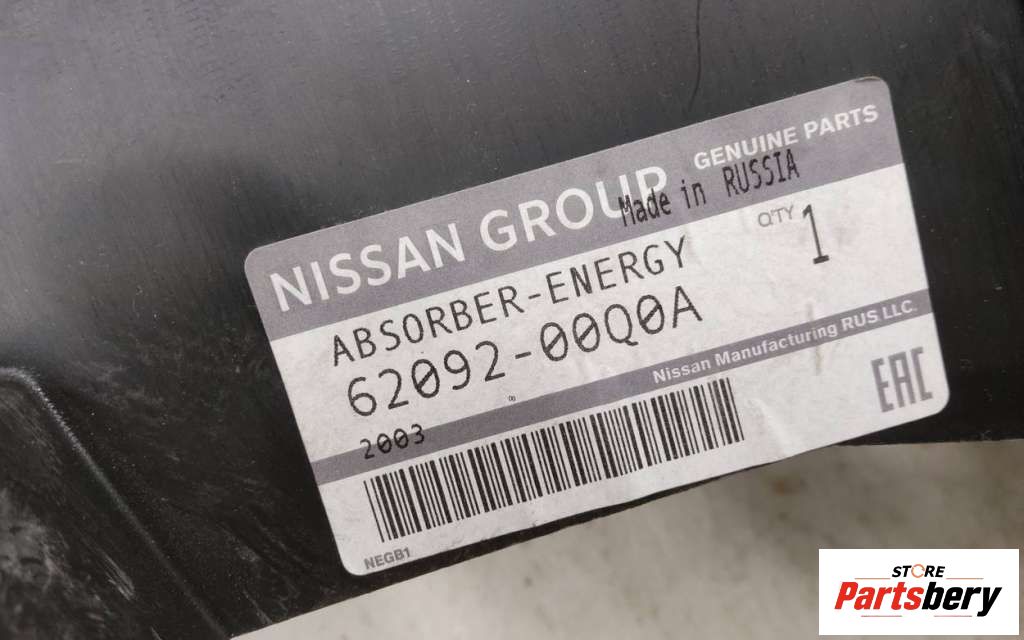 GENUINE PARTS
NISSAN GROUP
Made in RUSSIA
ABSORBER-ENERGY
QTY 1
62092-00Q0A
Nissan Manufacturing RUS LLC.
2003
EAC
NEGB1
STORE
Partsbery